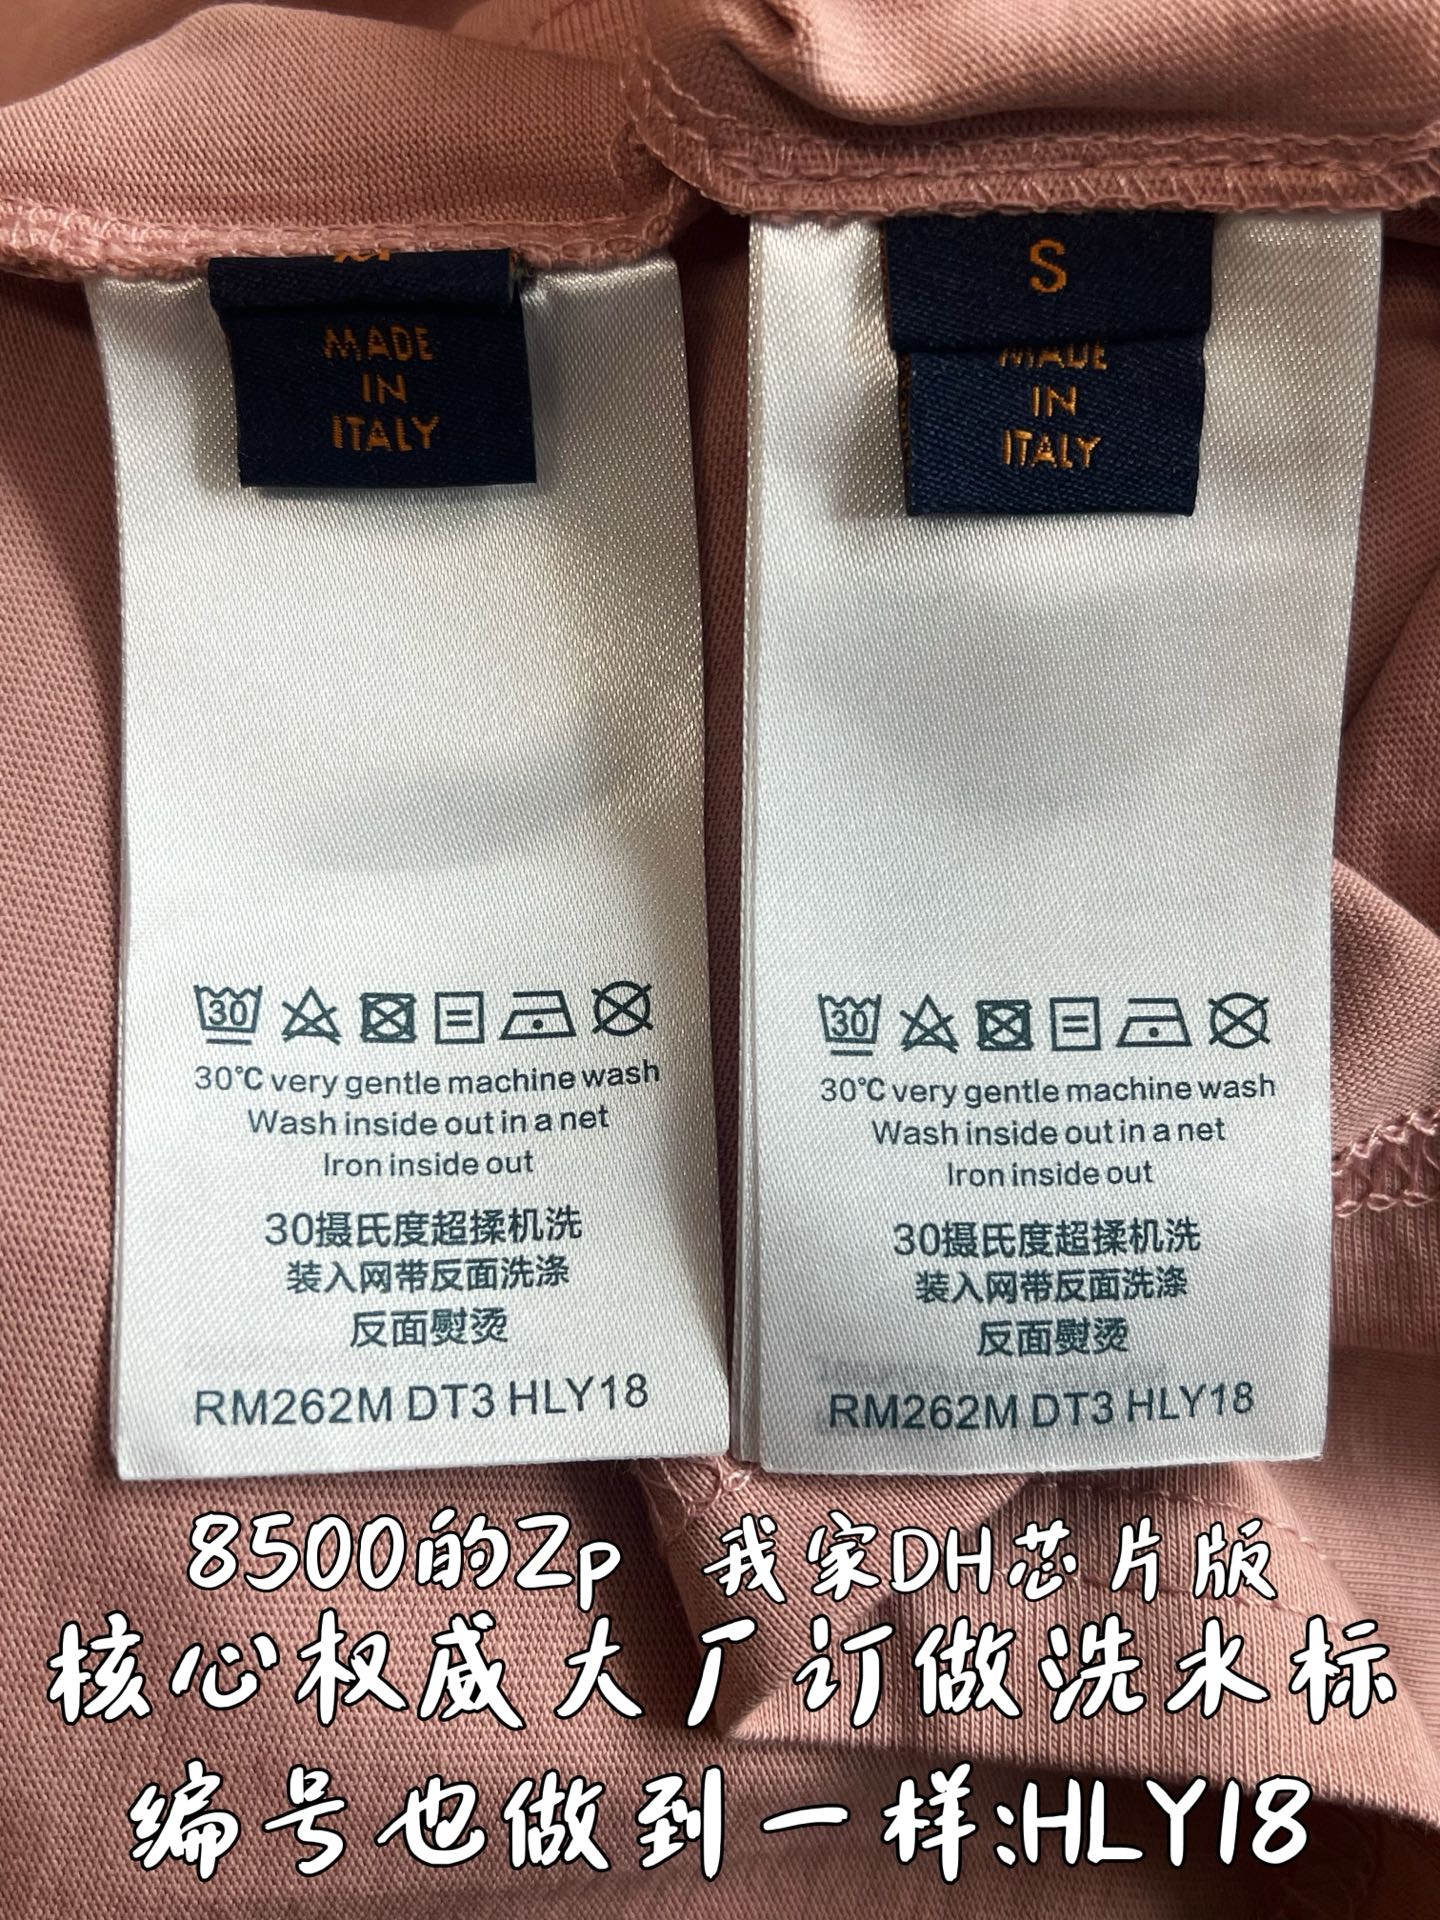 MADE
IN
ITALY
30
30℃ very gentle machine wash
Wash inside out in a net
Iron inside out
30摄氏度超揉机洗
装入网带反面洗涤
反面熨烫
RM262M DT3 HLY18
S
MADE
IN
ITALY
30
30℃ very gentle machine wash
Wash inside out in a net
Iron inside out
30摄氏度超揉机洗
装入网带反面洗涤
反面熨烫
RM262M DT3 HLY18
8500的Zp 我家DH芯片版
核心权威大厂订做洗水标
编号也做到一样:HLY18